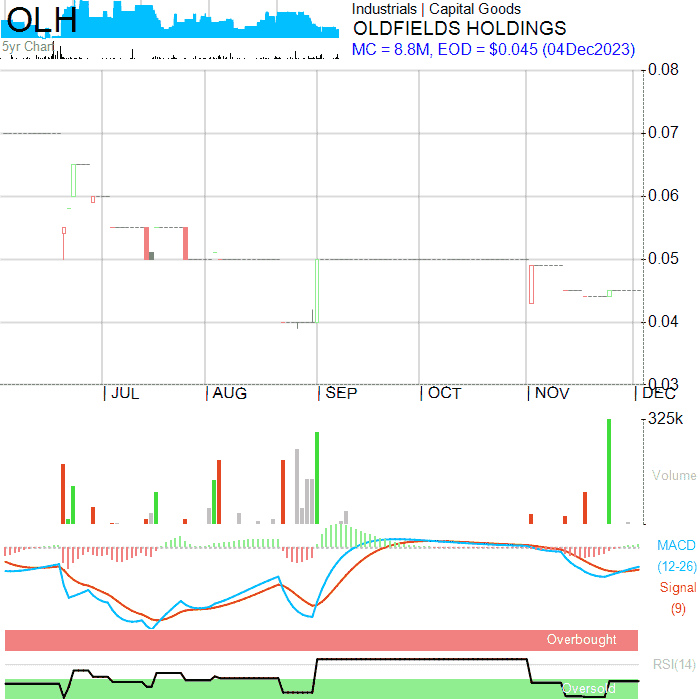 OLH
5yr Chart
Industrials | Capital Goods
OLDFIELDS HOLDINGS
MC = 8.8M, EOD = $0.045 (04Dec2023)
0.08
0.07
0.06
0.05
0.04
0.03
JUL AUG SEP OCT NOV DEC
325k
Volume
MACD
(12-26)
Signal
(9)
Overbought
RSI(14)
Oversold